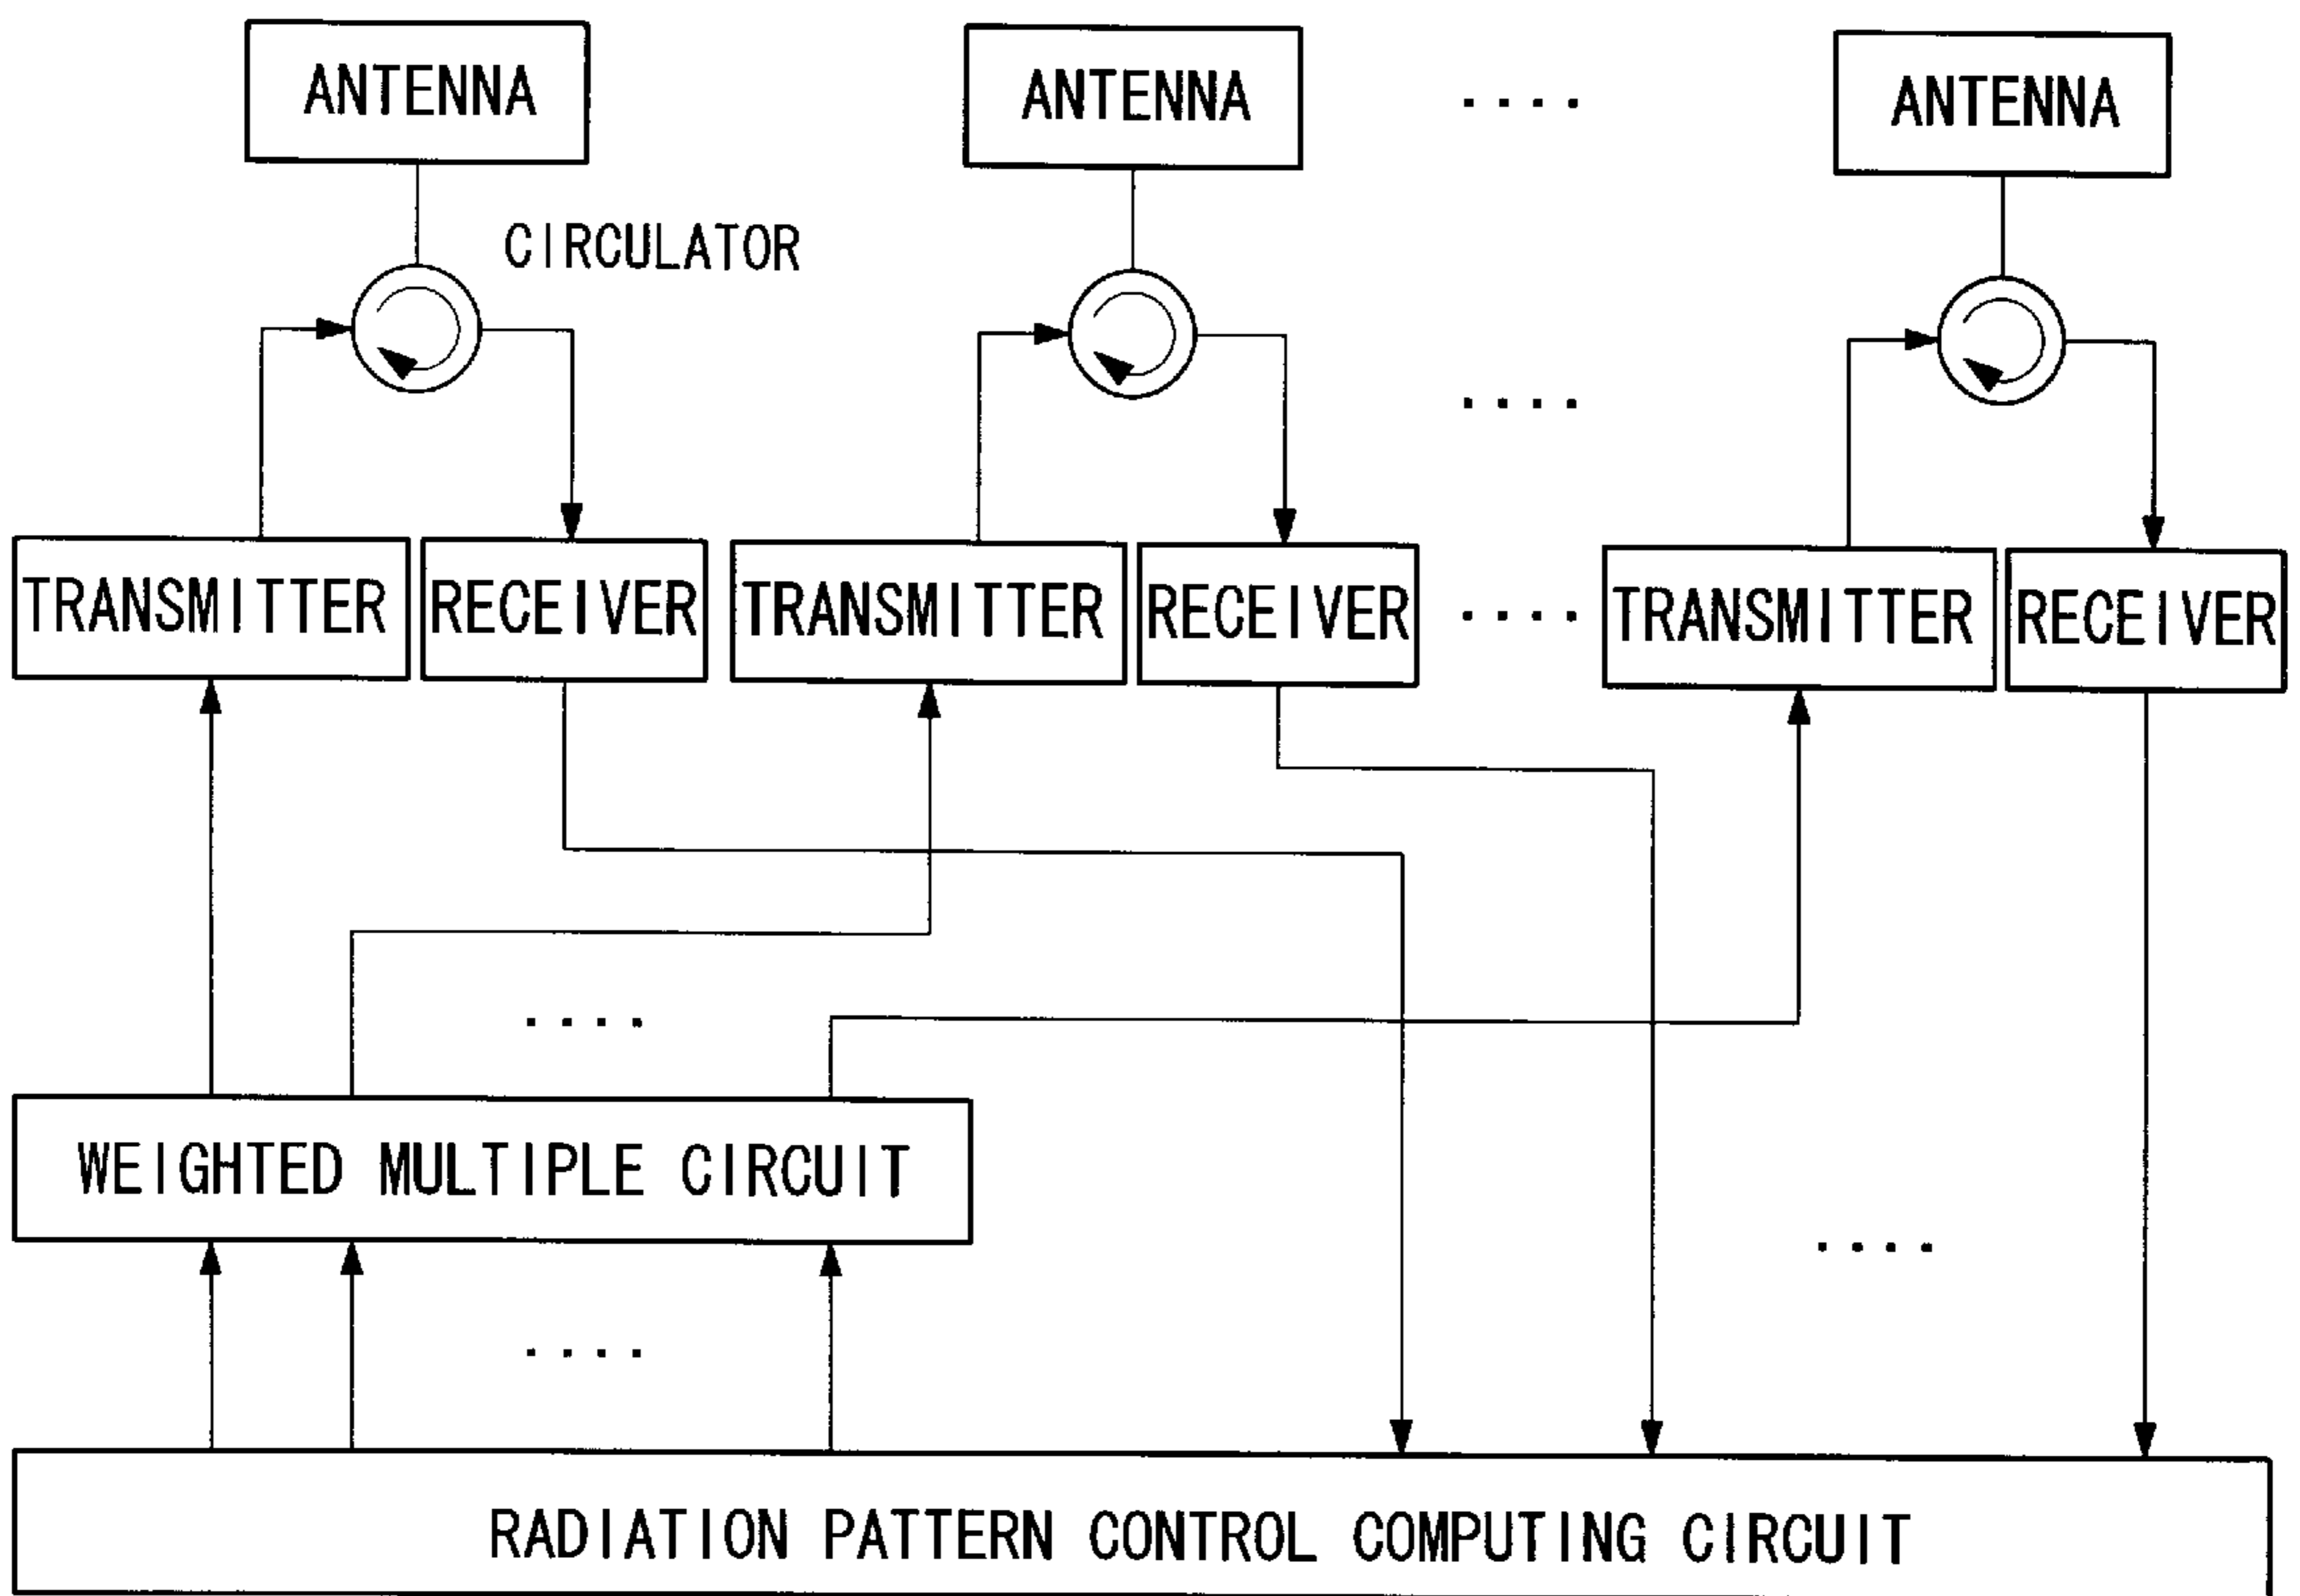 ANTENNA ANTENNA .... ANTENNA
CIRCULATOR
....
TRANSMITTER RECEIVER TRANSMITTER RECEIVER .... TRANSMITTER RECEIVER
....
WEIGHTED MULTIPLE CIRCUIT
....
....
RADIATION PATTERN CONTROL COMPUTING CIRCUIT